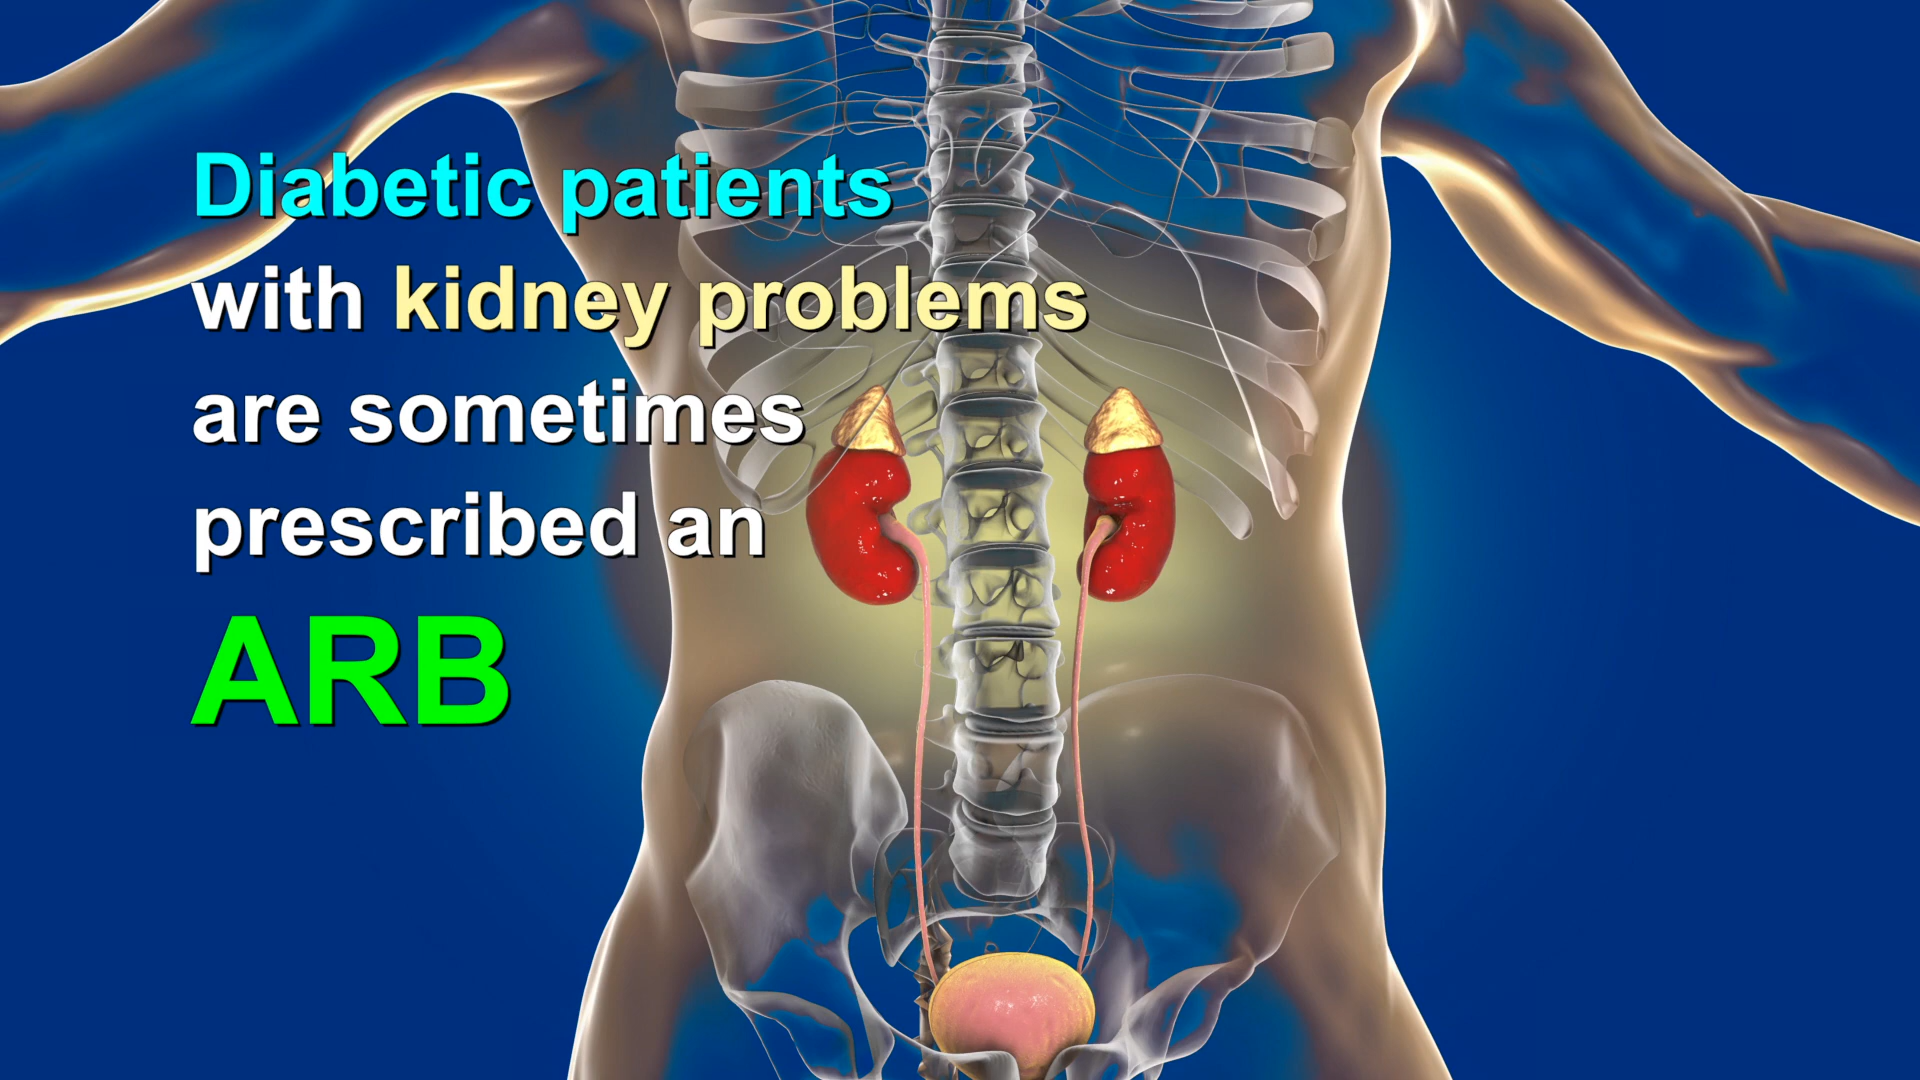 Diabetic patients
with kidney problems
are sometimes
prescribed an
ARB